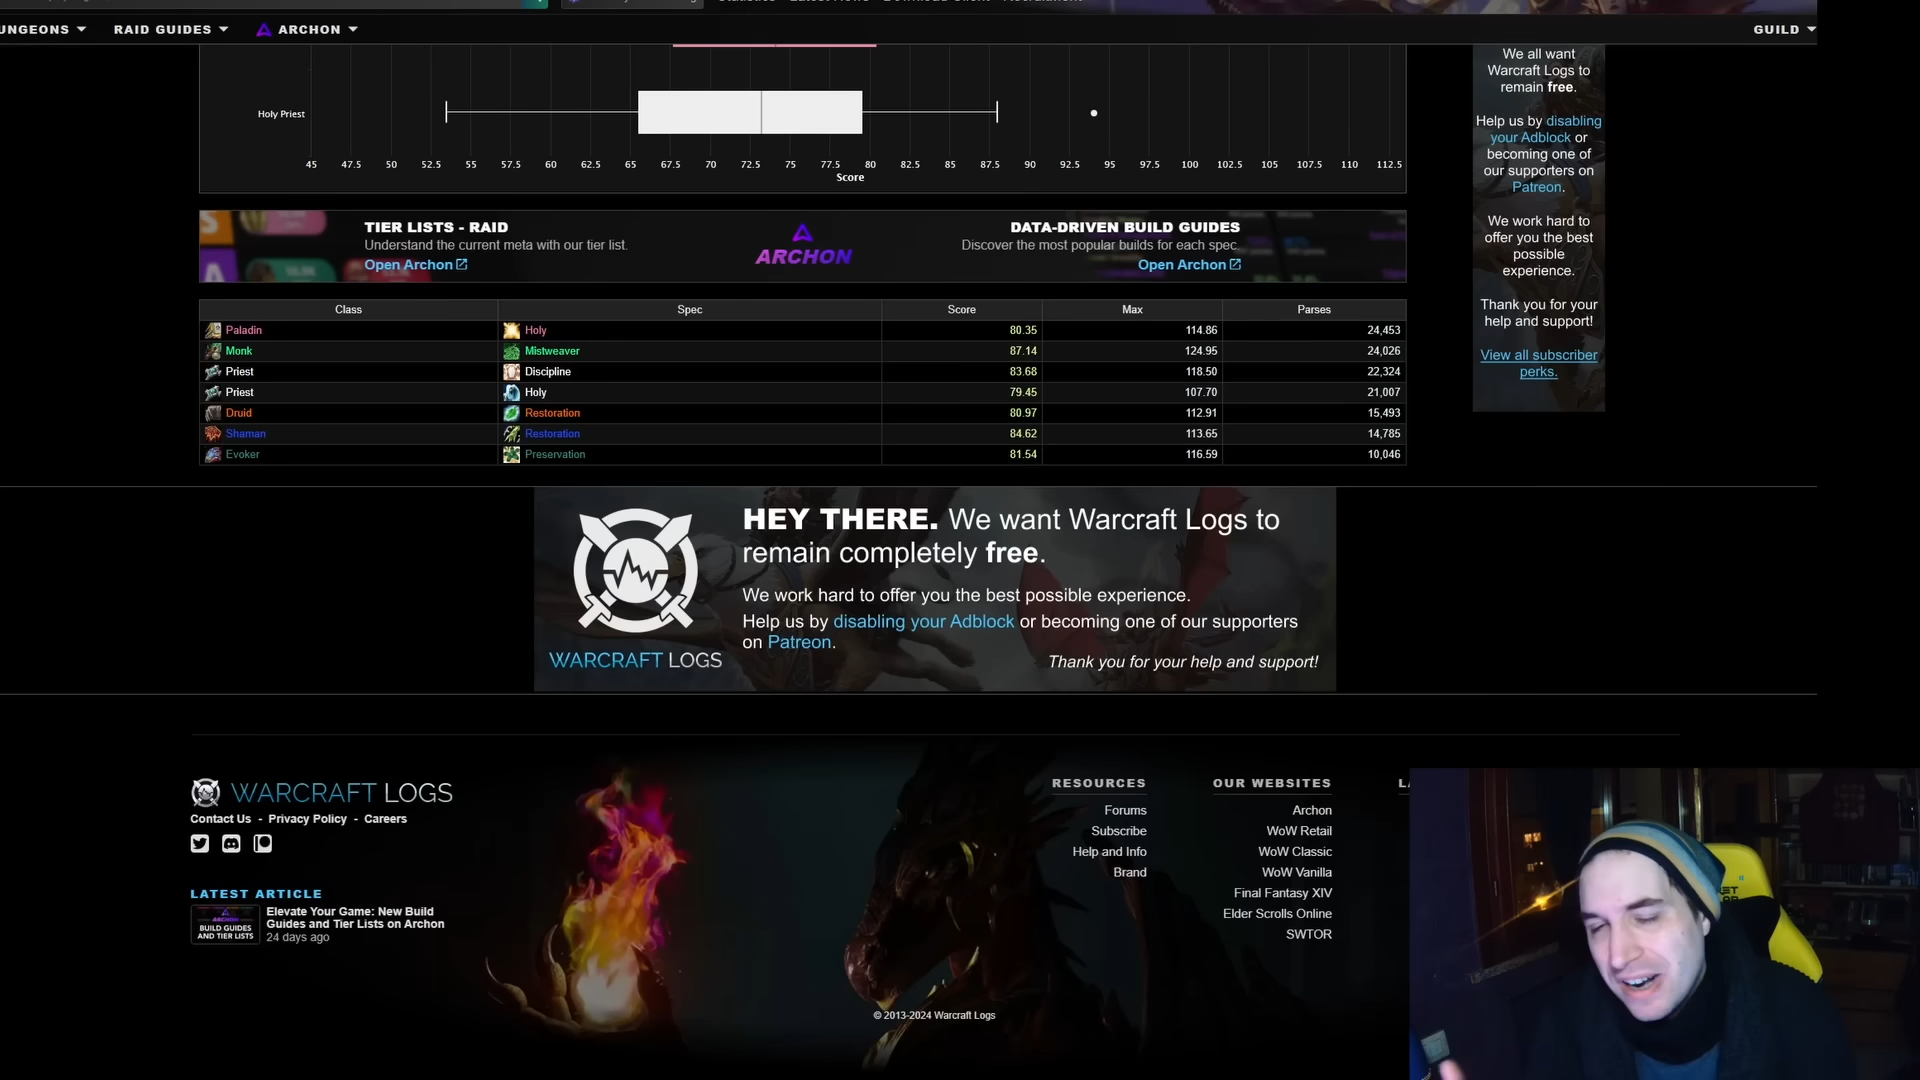 UNGEONS RAID GUIDES ARCHON GUILD
Holy Priest
45 47.5 50 52.5 55 57.5 60 62.5 65 67.5 70 72.5 75 77.5 80 82.5 85 87.5 90 92.5 95 97.5 100 102.5 105 107.5 110 112.5
Score
We all want
Warcraft Logs to
remain free.
Help us by disabling
your Adblock or
becoming one of
our supporters on
Patreon.
We work hard to
offer you the best
possible
experience.
Thank you for your
help and support!
View all subscriber
perks.
TIER LISTS - RAID
Understand the current meta with our tier list.
Open Archon
ARCHON
DATA-DRIVEN BUILD GUIDES
Discover the most popular builds for each spec.
Open Archon
Class Spec Score Max Parses
Paladin Holy 80.35 114.86 24,453
Monk Mistweaver 87.14 124.95 24,026
Priest Discipline 83.68 118.50 22,324
Priest Holy 79.45 107.70 21,007
Druid Restoration 80.97 112.91 15,493
Shaman Restoration 84.62 113.65 14,785
Evoker Preservation 81.54 116.59 10,046
HEY THERE. We want Warcraft Logs to
remain completely free.
We work hard to offer you the best possible experience.
Help us by disabling your Adblock or becoming one of our supporters
on Patreon.
Thank you for your help and support!
WARCRAFT LOGS
WARCRAFT LOGS
Contact Us - Privacy Policy - Careers
LATEST ARTICLE
ARCHON
BUILD GUIDES
AND TIER LISTS
Elevate Your Game: New Build
Guides and Tier Lists on Archon
24 days ago
RESOURCES
Forums
Subscribe
Help and Info
Brand
OUR WEBSITES
Archon
WoW Retail
WoW Classic
WoW Vanilla
Final Fantasy XIV
Elder Scrolls Online
SWTOR
© 2013-2024 Warcraft Logs